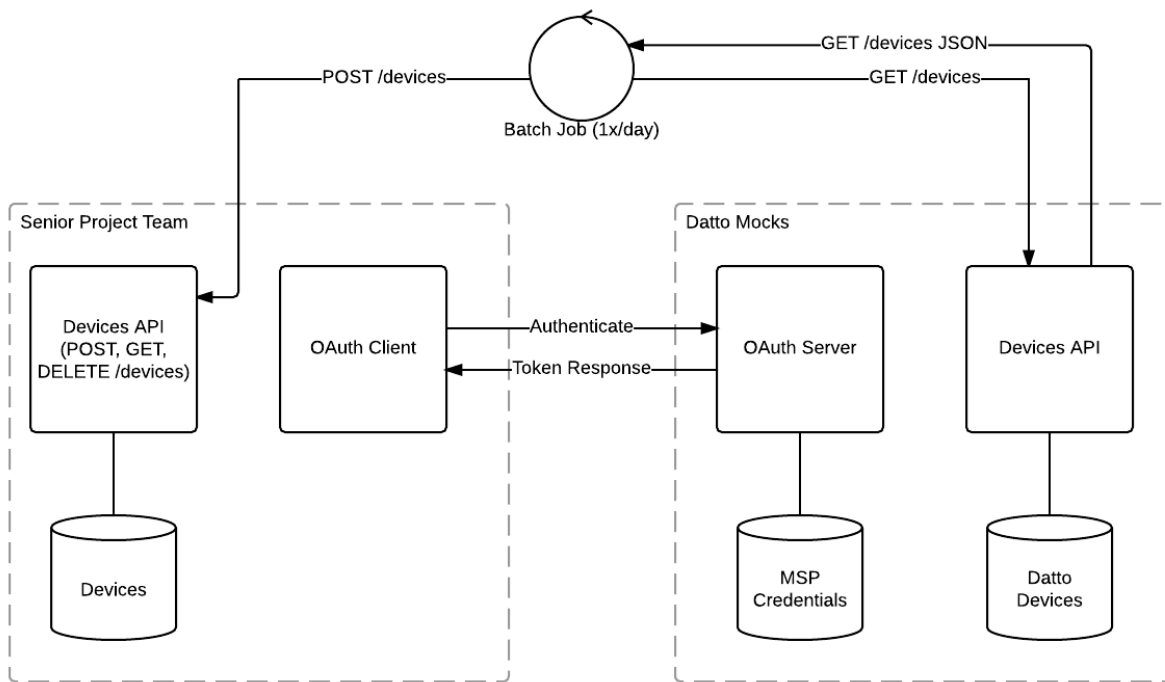 GET /devices JSON
POST /devices
GET /devices
Batch Job (1x/day)
Senior Project Team
Datto Mocks
Devices API
(POST, GET,
DELETE /devices)
OAuth Client
Authenticate
Token Response
OAuth Server
Devices API
Devices
MSP
Credentials
Datto
Devices